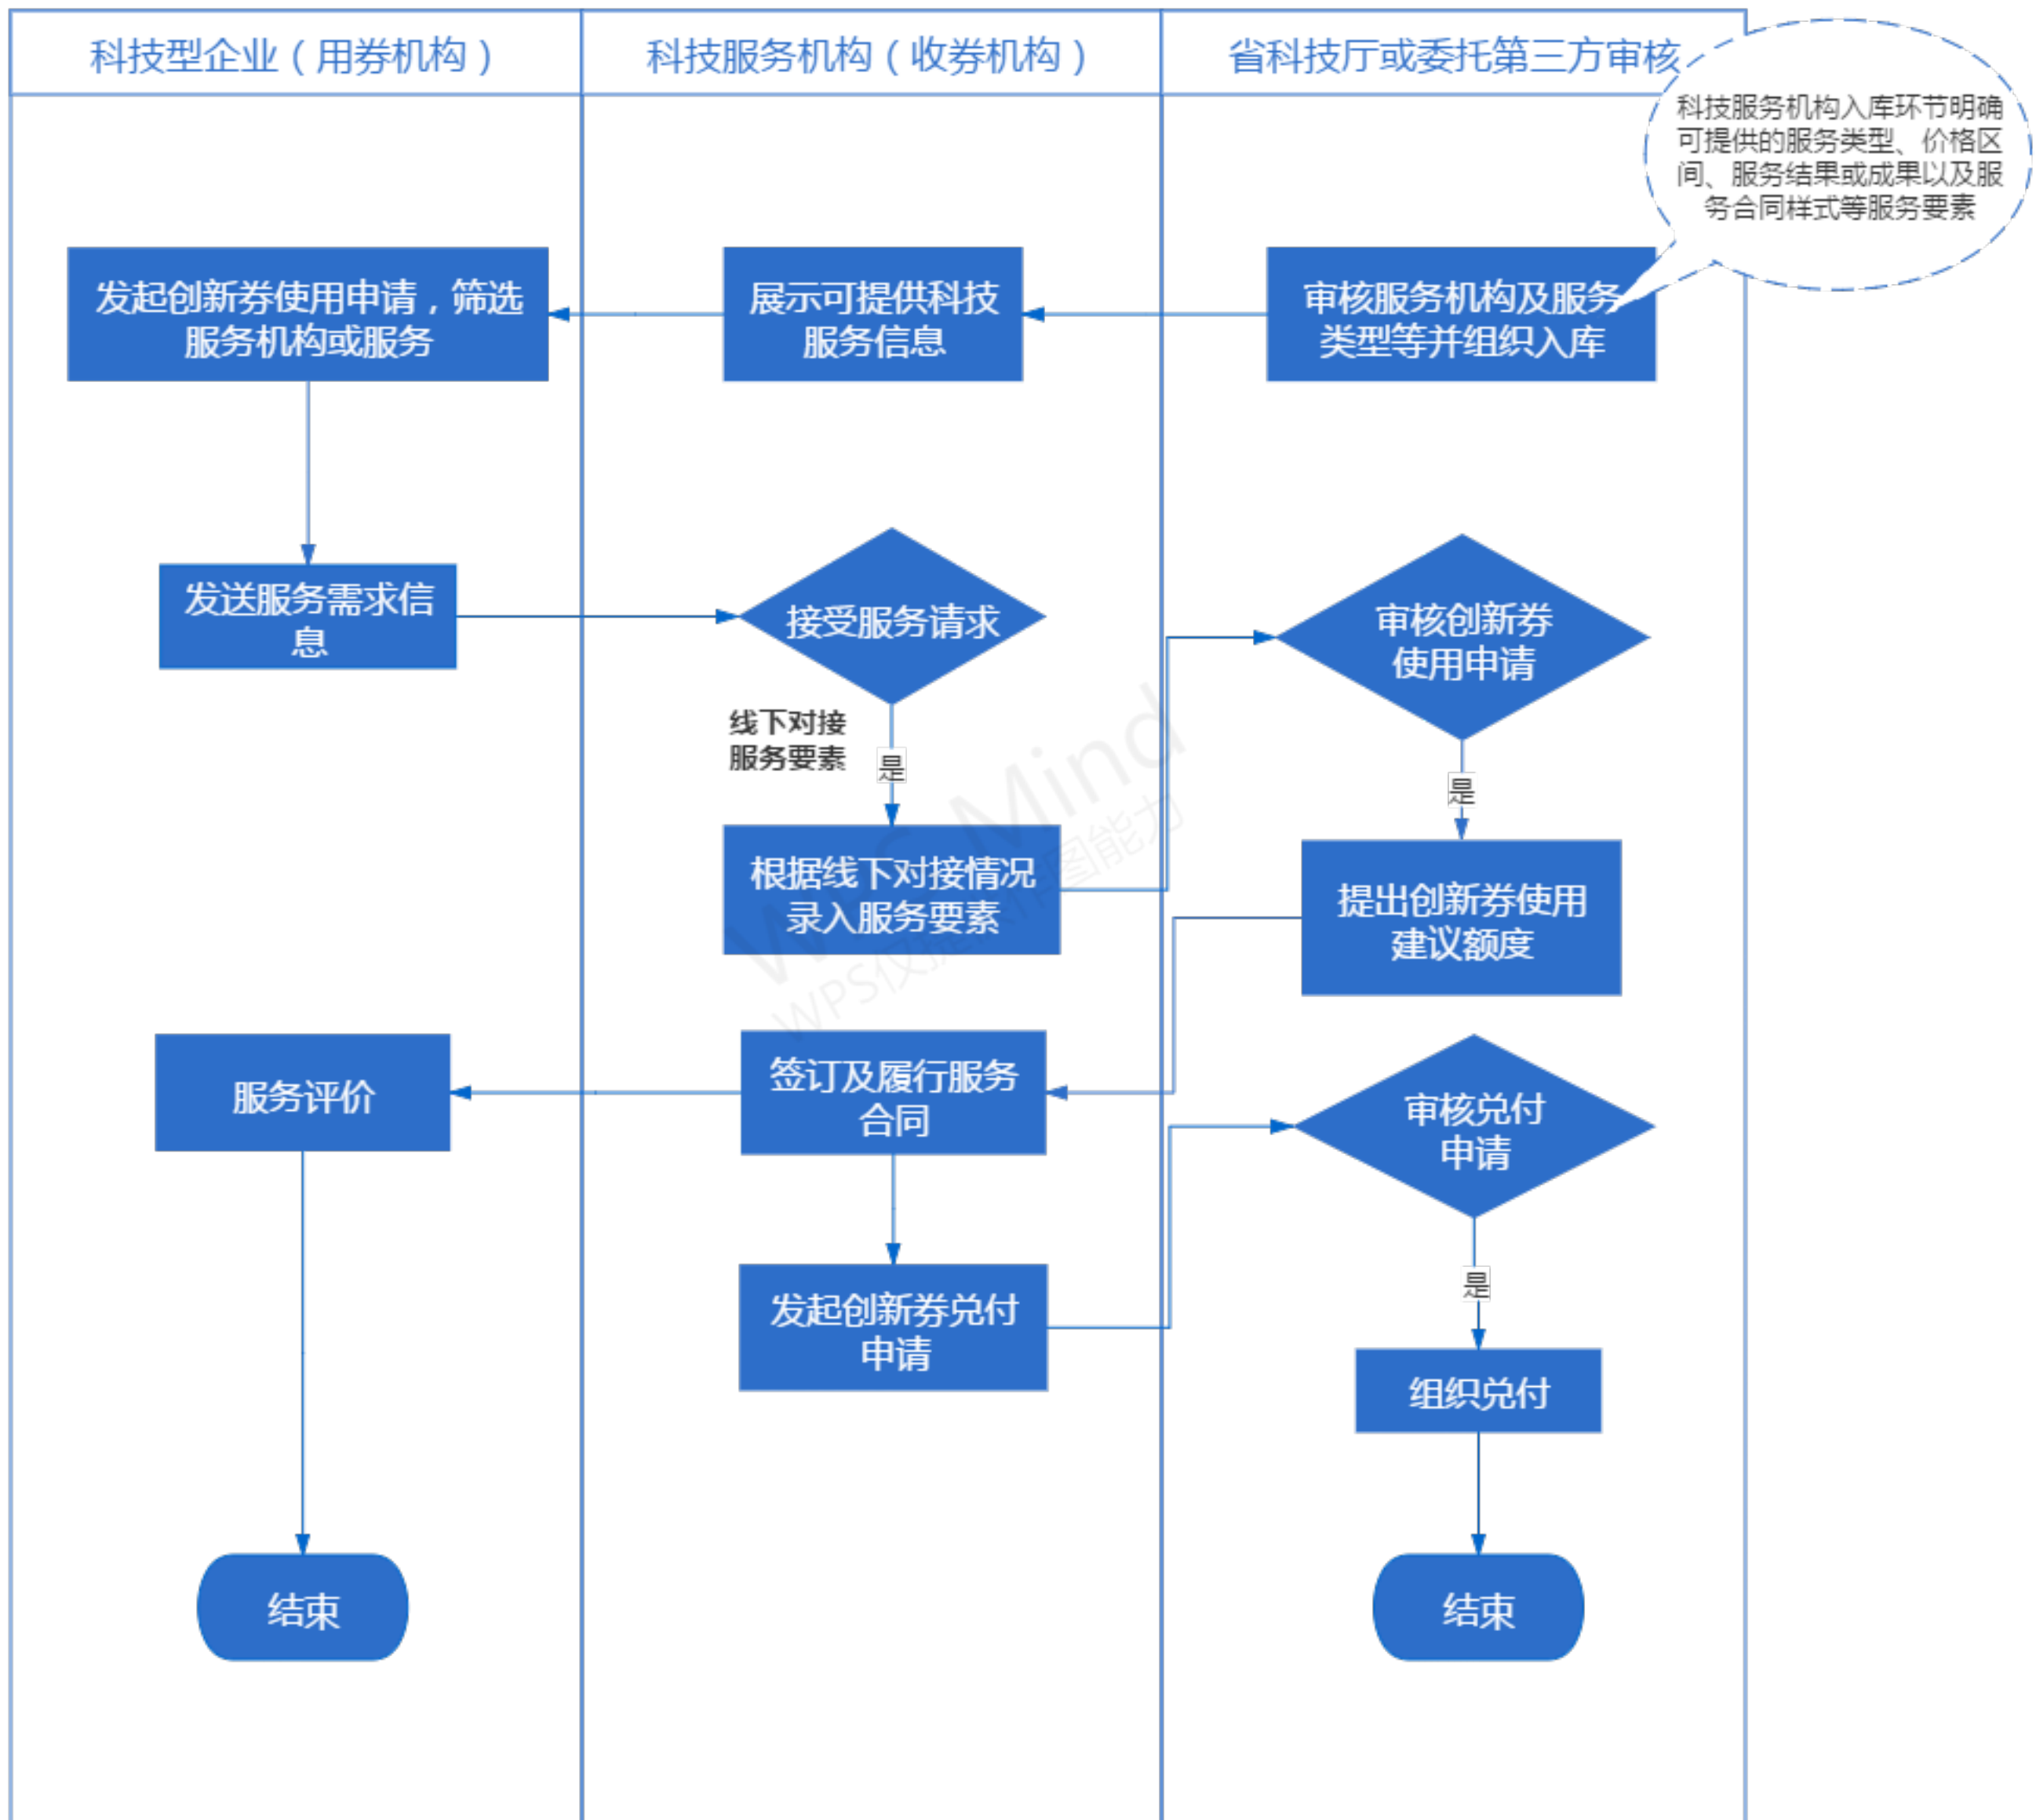 科技型企业（用券机构）
科技服务机构（收券机构）
省科技厅或委托第三方审核
科技服务机构入库环节明确
可提供的服务类型、价格区
间、服务结果或成果以及服
务合同样式等服务要素
发起创新券使用申请，筛选
服务机构或服务
展示可提供科技
服务信息
审核服务机构及服务
类型等并组织入库
发送服务需求信
息
接受服务请求
审核创新券
使用申请
线下对接
服务要素
是
是
根据线下对接情况
录入服务要素
提出创新券使用
建议额度
服务评价
签订及履行服务
合同
审核兑付
申请
发起创新券兑付
申请
是
组织兑付
结束
结束
WPS Mind